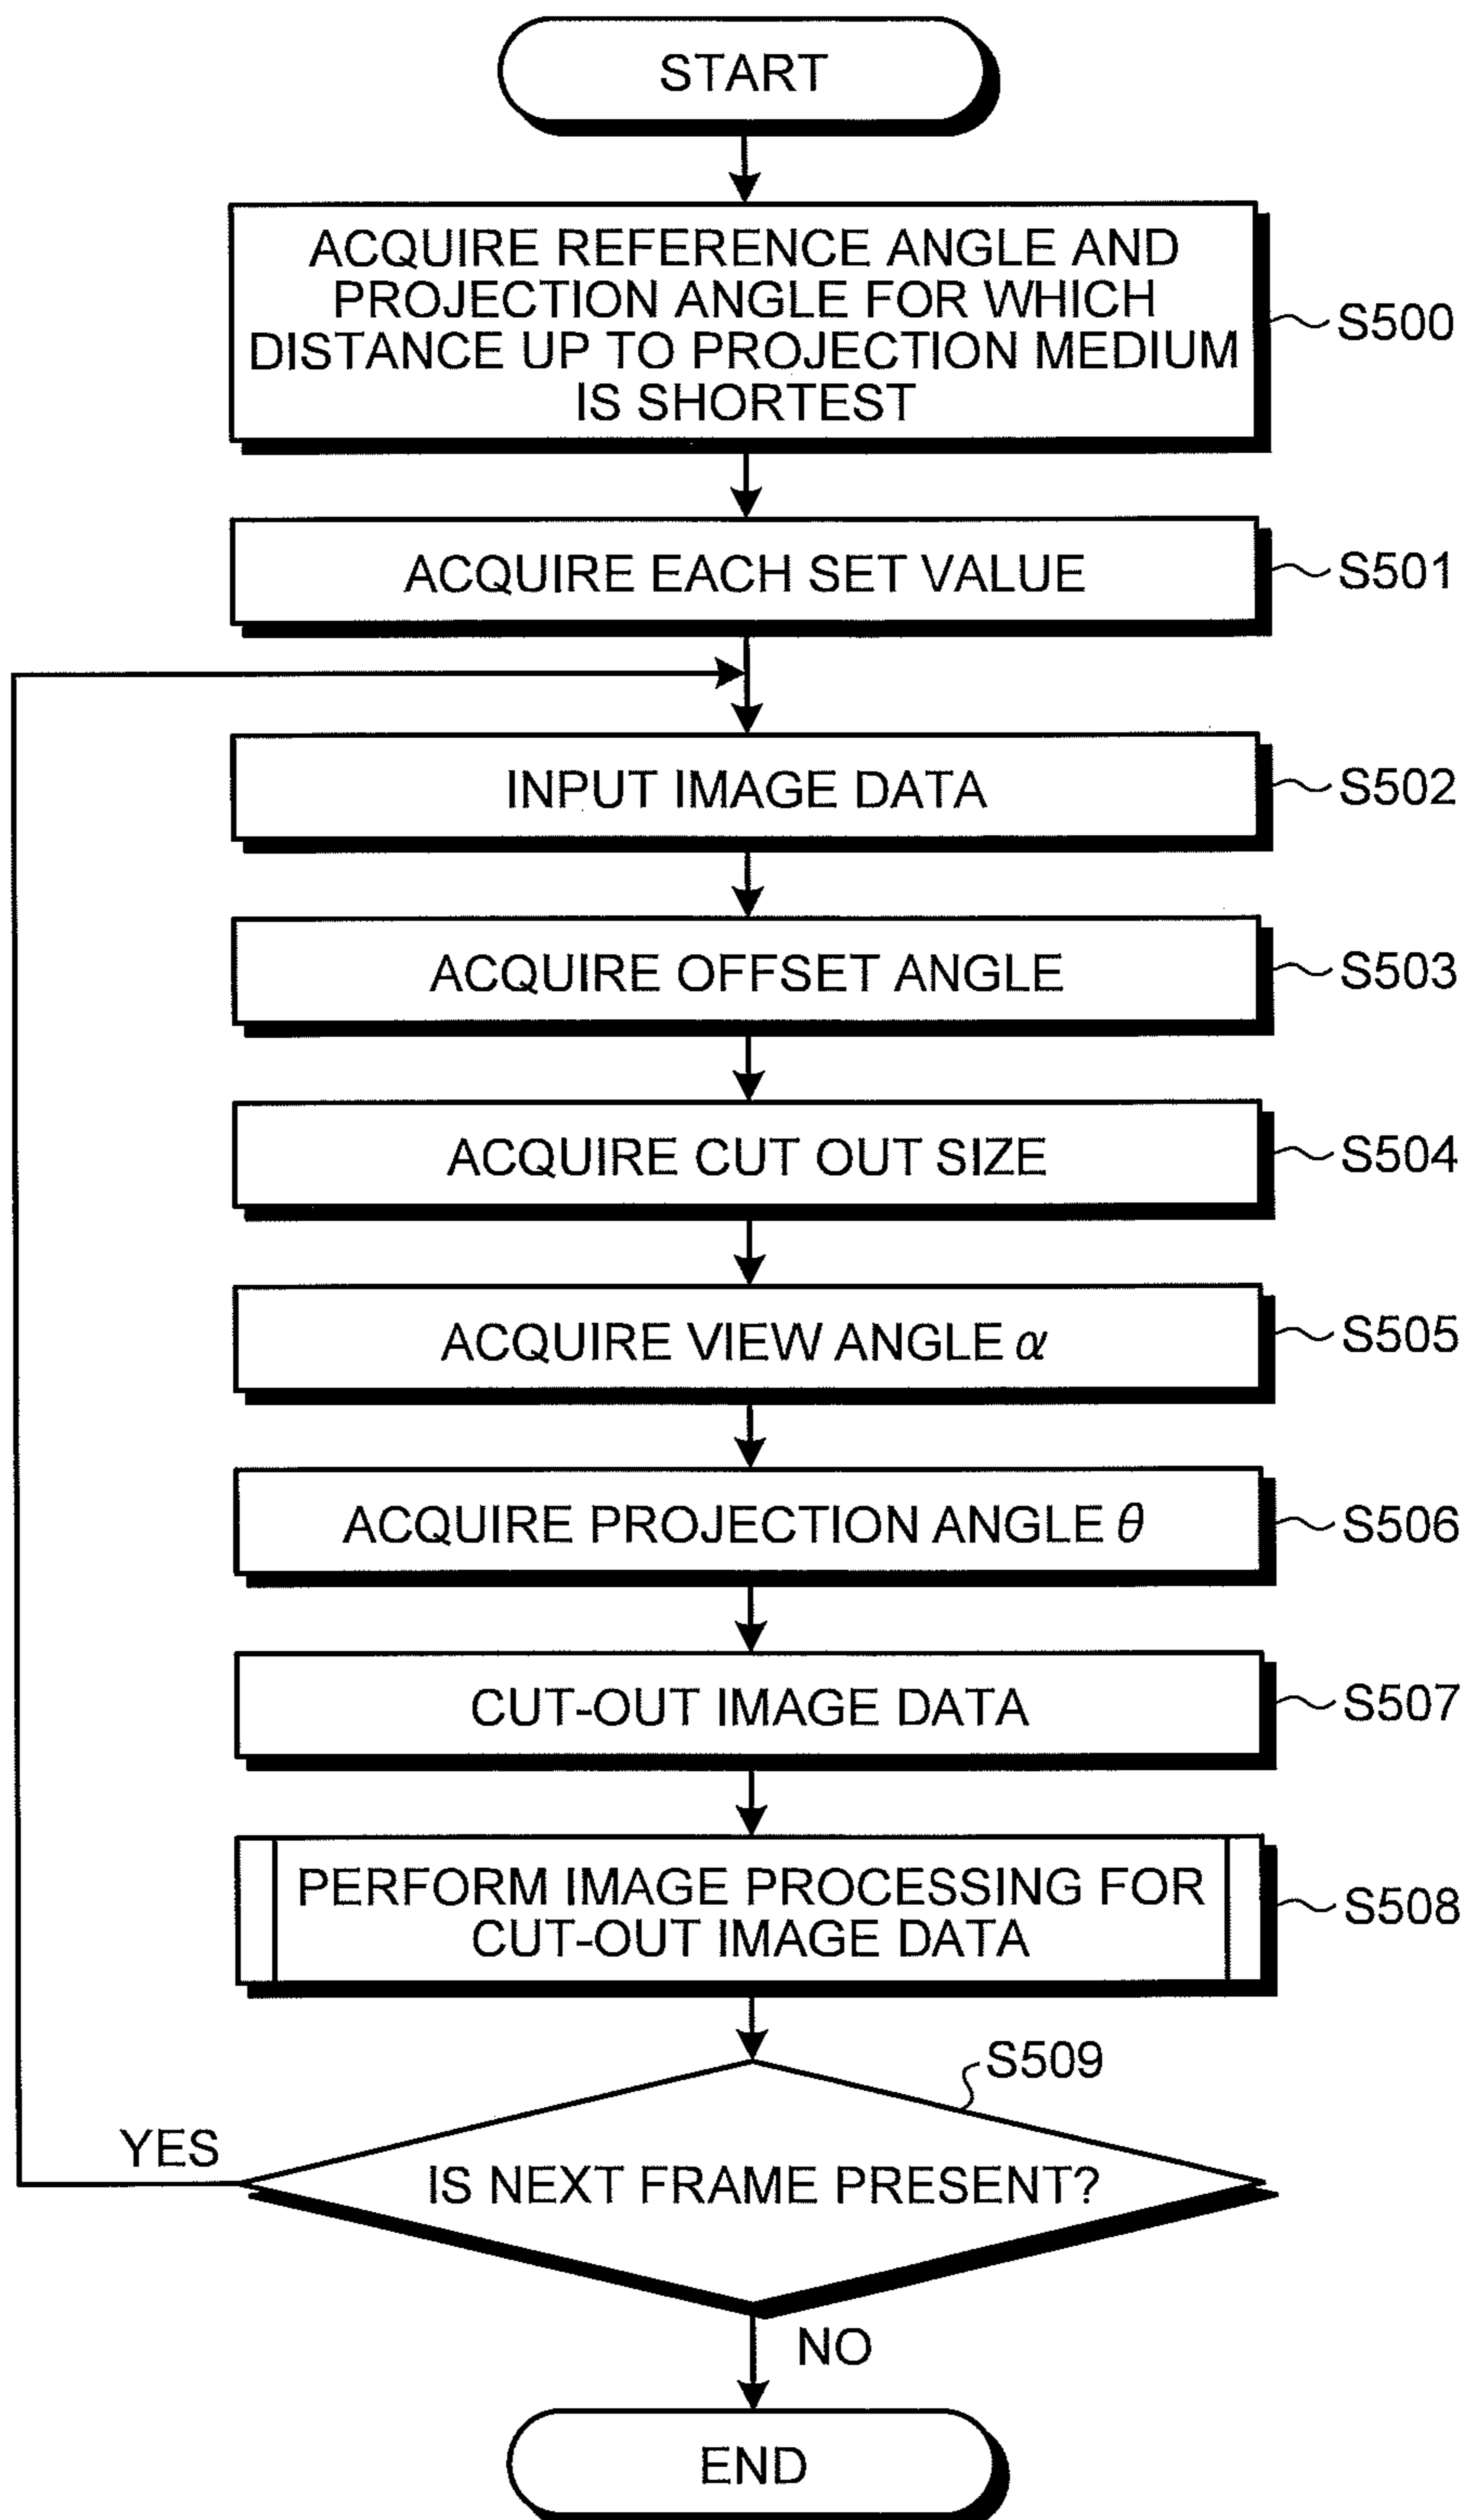 START
ACQUIRE REFERENCE ANGLE AND
PROJECTION ANGLE FOR WHICH
DISTANCE UP TO PROJECTION MEDIUM
IS SHORTEST
S500
ACQUIRE EACH SET VALUE
S501
INPUT IMAGE DATA
S502
ACQUIRE OFFSET ANGLE
S503
ACQUIRE CUT OUT SIZE
S504
ACQUIRE VIEW ANGLE α
S505
ACQUIRE PROJECTION ANGLE θ
S506
CUT-OUT IMAGE DATA
S507
PERFORM IMAGE PROCESSING FOR
CUT-OUT IMAGE DATA
S508
S509
YES
IS NEXT FRAME PRESENT?
NO
END